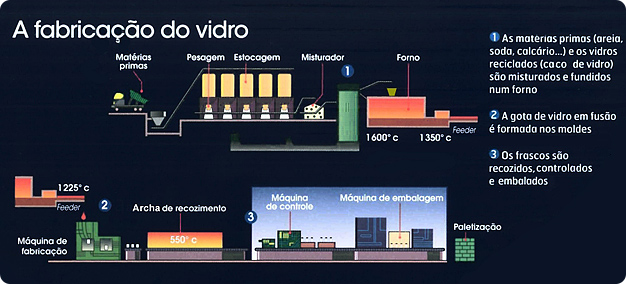 A fabricação do vidro
Matérias
primas
Pesagem
Estocagem
Misturador
1
Forno
1600° c
1350° c
Feeder
1 As materias primas (areia,
soda, calcário...) e os vidros
reciclados (caco de vidro)
são misturados e fundidos
num forno
2 A gota de vidro em fusão
é formada nos moldes
3 Os frascos são
recozidos, controlados
e embalados
1225° c
Feeder
2
Máquina de
fabricação
Archa de recozimento
550° c
3
Máquina
de controle
Máquina de embalagem
Paletização